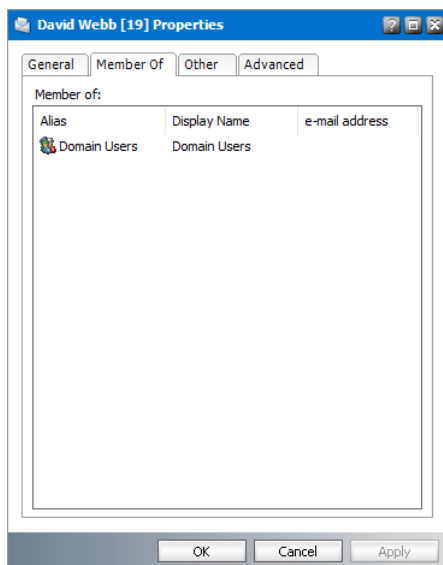 David Webb [19] Properties
General Member Of Other Advanced
Member of:
Alias Display Name e-mail address
Domain Users Domain Users
OK Cancel Apply